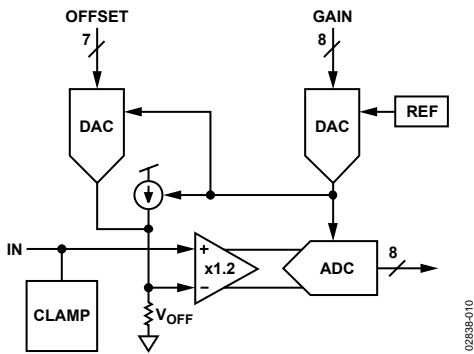 OFFSET
GAIN
7
8
DAC
DAC
REF
IN
+
x1.2
−
ADC
8
CLAMP
VOFF
02838-010